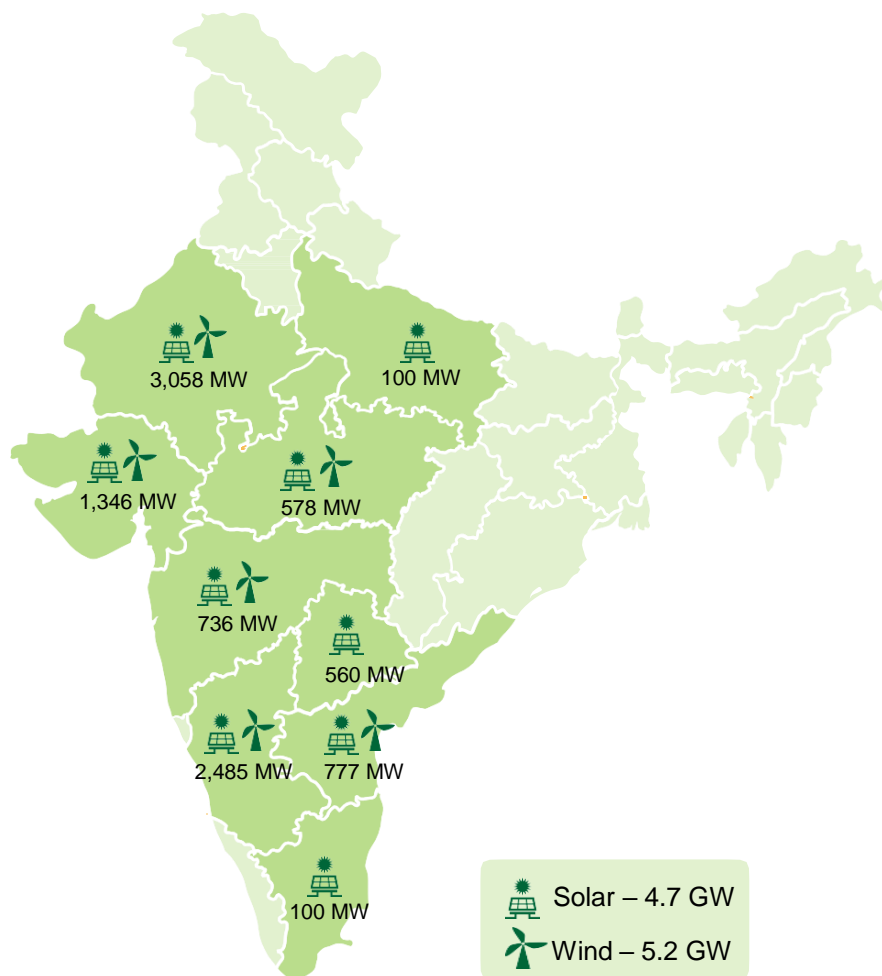 3,058 MW
100 MW
1,346 MW
578 MW
736 MW
560 MW
2,485 MW
777 MW
100 MW
Solar – 4.7 GW
Wind – 5.2 GW